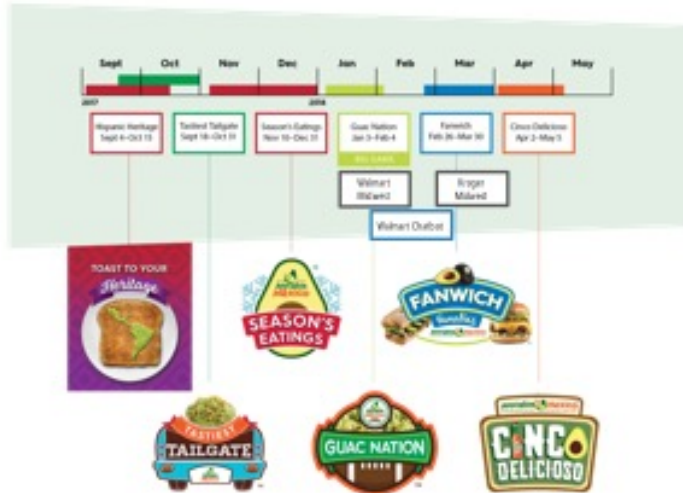 Sept Oct Nov Dec Jan Feb Mar Apr May
2017 2018
Hispanic Heritage
Sept 4-Oct 15
Tastiest Tailgate
Sept 18-Oct 31
Season's Eatings
Nov 10-Dec 31
Guac Nation
Jan 3-Feb 4
BIG GAME
Fanwich
Feb 26-Mar 30
Cinco Delicioso
Apr 2-May 5
Walmart
Midwest
Kroger
Midwest
Walmart Chatbot
TOAST TO YOUR
Heritage
SEASON'S
EATINGS
FANWICH
TASTIEST
TAILGATE
GUAC NATION
CINCO
DELICIOSO